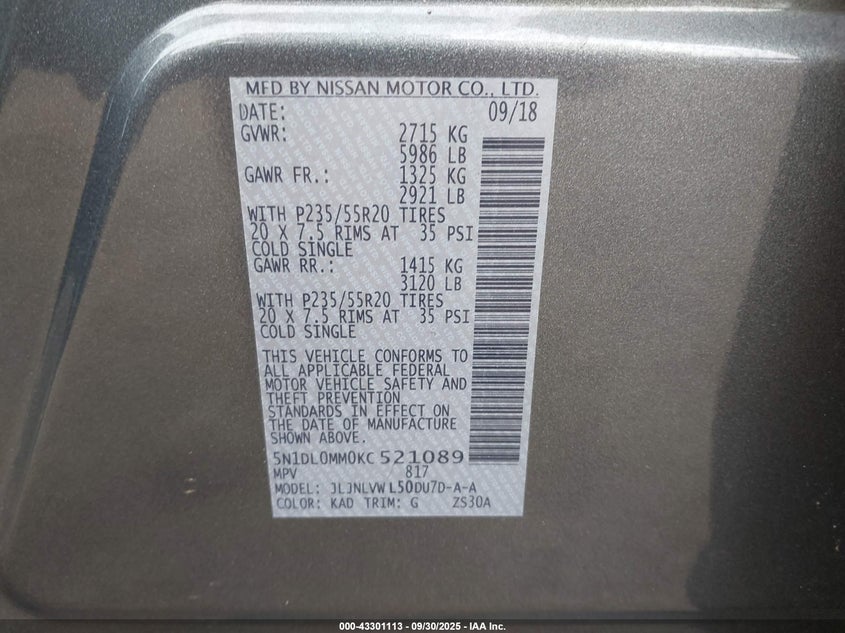 MFD BY NISSAN MOTOR CO., LTD.
DATE: 09/18
GVWR: 2715 KG
5986 LB
GAWR FR.: 1325 KG
2921 LB
WITH P235/55R20 TIRES
20 X 7.5 RIMS AT 35 PSI
COLD SINGLE
GAWR RR.: 1415 KG
3120 LB
WITH P235/55R20 TIRES
20 X 7.5 RIMS AT 35 PSI
COLD SINGLE
THIS VEHICLE CONFORMS TO
ALL APPLICABLE FEDERAL
MOTOR VEHICLE SAFETY AND
THEFT PREVENTION
STANDARDS IN EFFECT ON
THE DATE OF MANUFACTURE
SHOWN ABOVE.
5N1DL0MM0KC 521089
MPV 817
MODEL: JLJNLVW L50DU7D-A-A
COLOR: KAD TRIM: G ZS30A
000-43301113 - 09/30/2025 - IAA Inc.